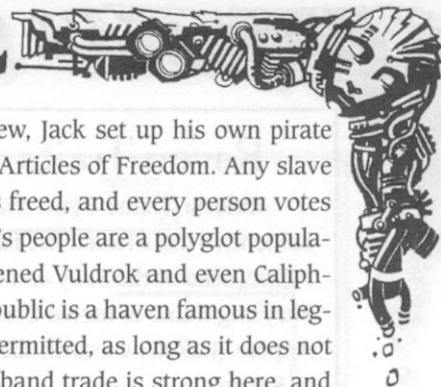 ew, Jack set up his own pirate
Articles of Freedom. Any slave
s freed, and every person votes
's people are a polyglot popula-
ened Vuldrok and even Caliph-
public is a haven famous in leg-
ermitted, as long as it does not
band trade is strong here, and